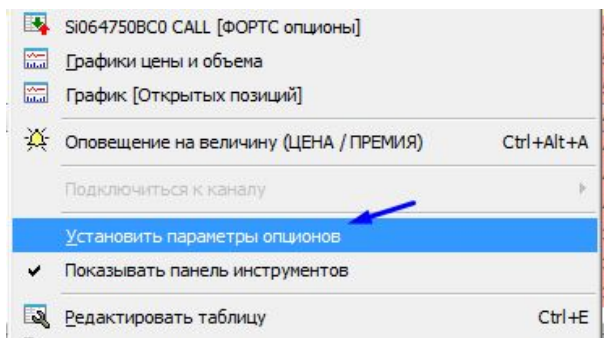 Si064750BC0 CALL [ФОРТС опционы]
Графики цены и объема
График [Открытых позиций]
Оповещение на величину (ЦЕНА / ПРЕМИЯ) Ctrl+Alt+A
Подключиться к каналу
Установить параметры опционов
Показывать панель инструментов
Редактировать таблицу Ctrl+E